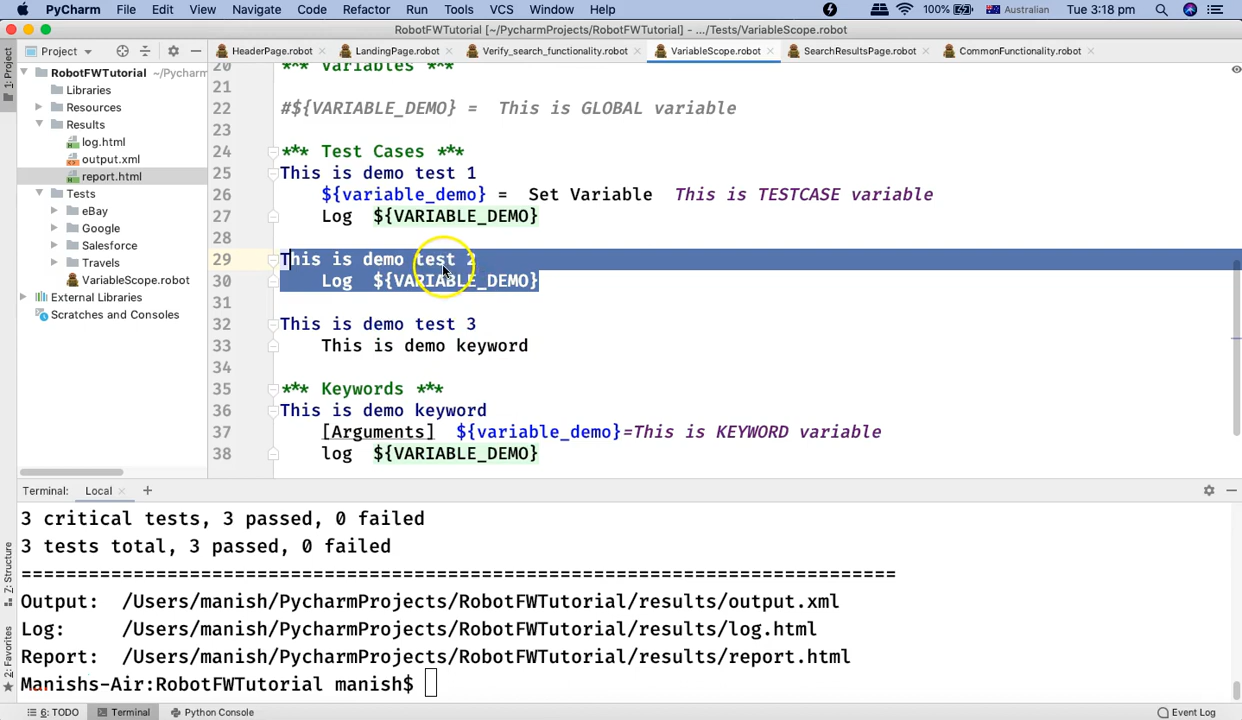 PyCharm File Edit View Navigate Code Refactor Run Tools VCS Window Help 100% Australian Tue 3:18 pm
RobotFWTutorial [~/PycharmProjects/RobotFWTutorial] - .../Tests/VariableScope.robot
Project HeaderPage.robot LandingPage.robot Verify_search_functionality.robot VariableScope.robot SearchResultsPage.robot CommonFunctionality.robot
1: Project
RobotFWTutorial ~/Pycharm
Libraries
Resources
Results
log.html
output.xml
report.html
Tests
eBay
Google
Salesforce
Travels
VariableScope.robot
External Libraries
Scratches and Consoles
20 *** Variables ***
21
22 #${VARIABLE_DEMO} = This is GLOBAL variable
23
24 *** Test Cases ***
25 This is demo test 1
26 ${variable_demo} = Set Variable This is TESTCASE variable
27 Log ${VARIABLE_DEMO}
28
29 This is demo test 2
30 Log ${VARIABLE_DEMO}
31
32 This is demo test 3
33 This is demo keyword
34
35 *** Keywords ***
36 This is demo keyword
37 [Arguments] ${variable_demo}=This is KEYWORD variable
38 log ${VARIABLE_DEMO}
Terminal: Local +
3 critical tests, 3 passed, 0 failed
3 tests total, 3 passed, 0 failed
==============================================================================
Output: /Users/manish/PycharmProjects/RobotFWTutorial/results/output.xml
Log: /Users/manish/PycharmProjects/RobotFWTutorial/results/log.html
Report: /Users/manish/PycharmProjects/RobotFWTutorial/results/report.html
Manishs-Air:RobotFWTutorial manish$
Z: Structure
2: Favorites
6: TODO Terminal Python Console Event Log